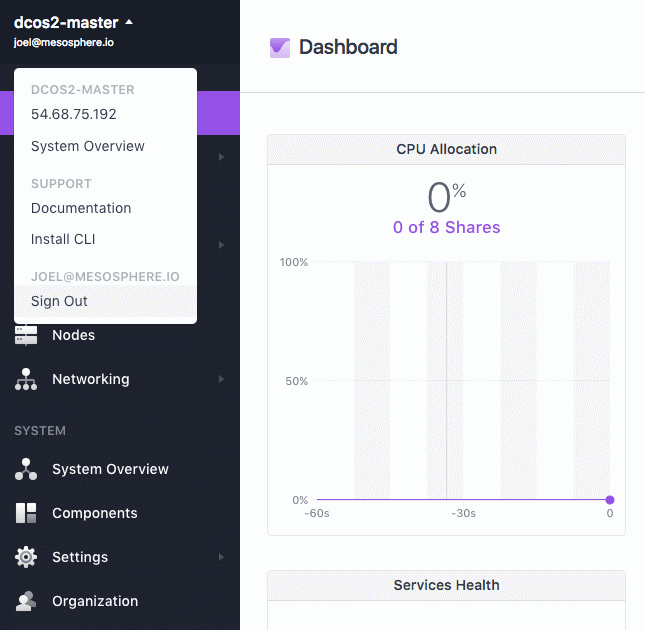 dcos2-master
joel@mesosphere.io
DCOS2-MASTER
54.68.75.192
System Overview
SUPPORT
Documentation
Install CLI
JOEL@MESOSPHERE.IO
Sign Out
Nodes
Networking
SYSTEM
System Overview
Components
Settings
Organization
Dashboard
CPU Allocation
0%
0 of 8 Shares
100%
50%
0%
-60s -30s 0
Services Health